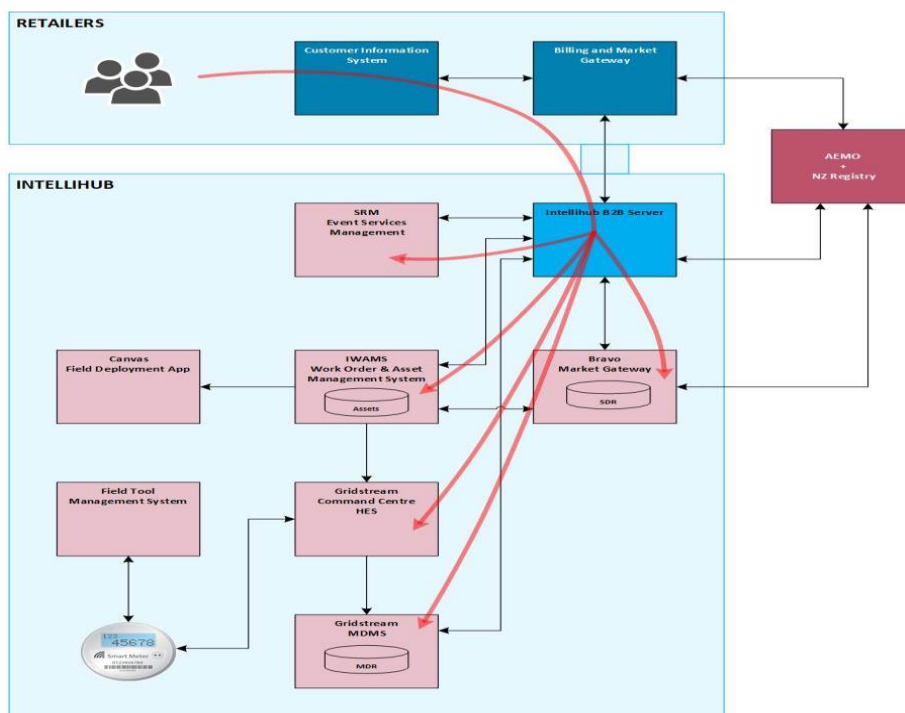 RETAILERS
Customer Information
System
Billing and Market
Gateway
AEMO
+
NZ Registry
INTELLIHUB
SRM
Event Services
Management
Intellihub B2B Server
Canvas
Field Deployment App
IWAMS
Work Order & Asset
Management System
Assets
Bravo
Market Gateway
SDR
Field Tool
Management System
Gridstream
Command Centre
HES
123
45678
Smart Meter
Gridstream
MDMS
MDR